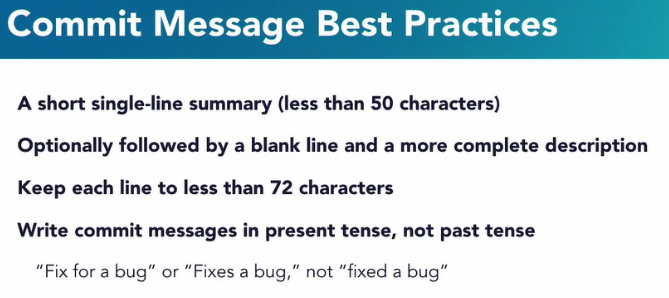 Commit Message Best Practices
A short single-line summary (less than 50 characters)
Optionally followed by a blank line and a more complete description
Keep each line to less than 72 characters
Write commit messages in present tense, not past tense
“Fix for a bug” or “Fixes a bug,” not “fixed a bug”